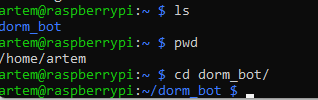 artem@raspberrypi:~ $ ls
dorm_bot
artem@raspberrypi:~ $ pwd
/home/artem
artem@raspberrypi:~ $ cd dorm_bot/
artem@raspberrypi:~/dorm_bot $